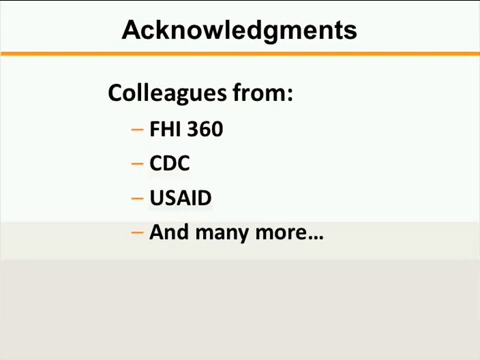 Acknowledgments
Colleagues from:
– FHI 360
– CDC
– USAID
– And many more…